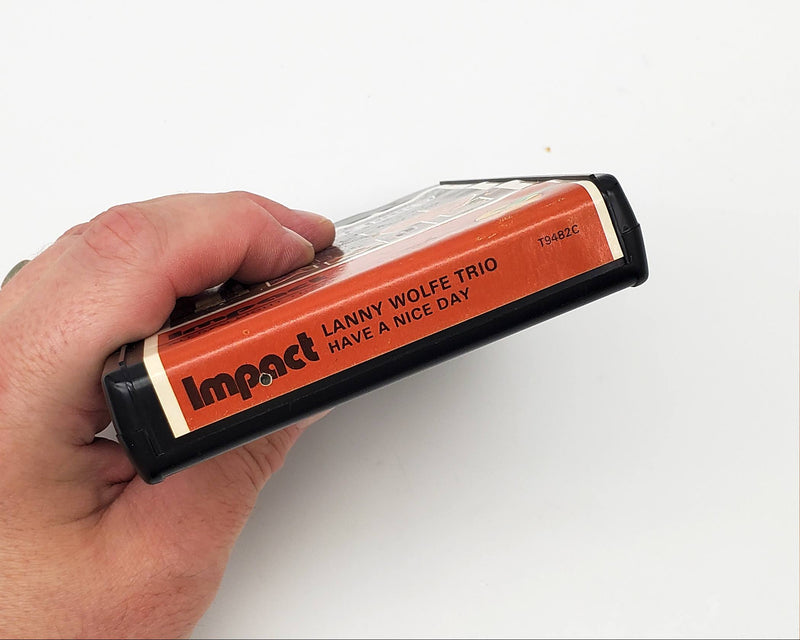 Impact
LANNY WOLFE TRIO
HAVE A NICE DAY
T9482C